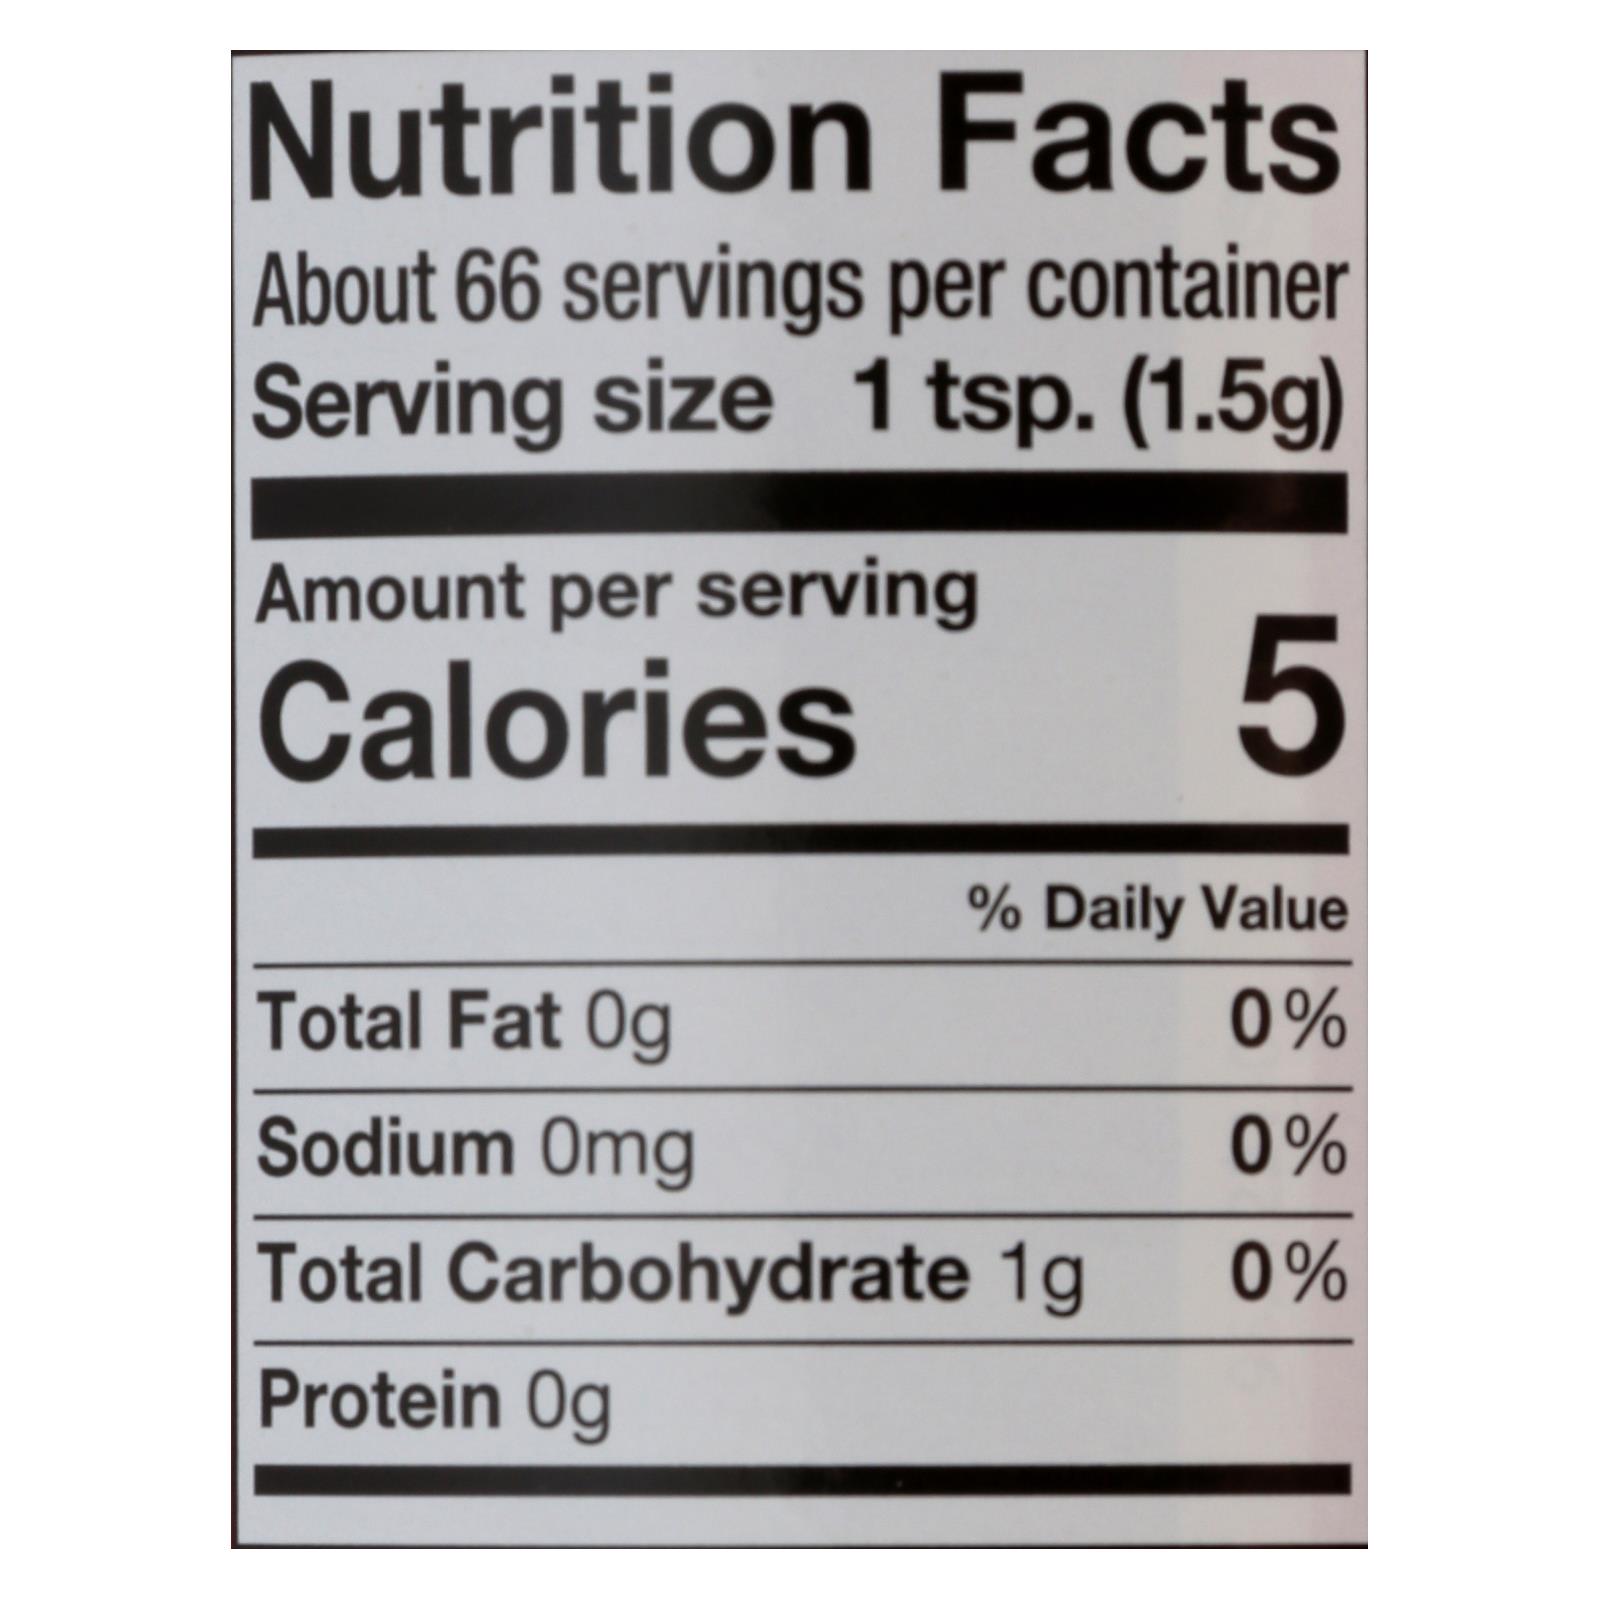 Nutrition Facts
About 66 servings per container
Serving size 1 tsp. (1.5g)
Amount per serving
Calories 5
% Daily Value
Total Fat 0g 0%
Sodium 0mg 0%
Total Carbohydrate 1g 0%
Protein 0g